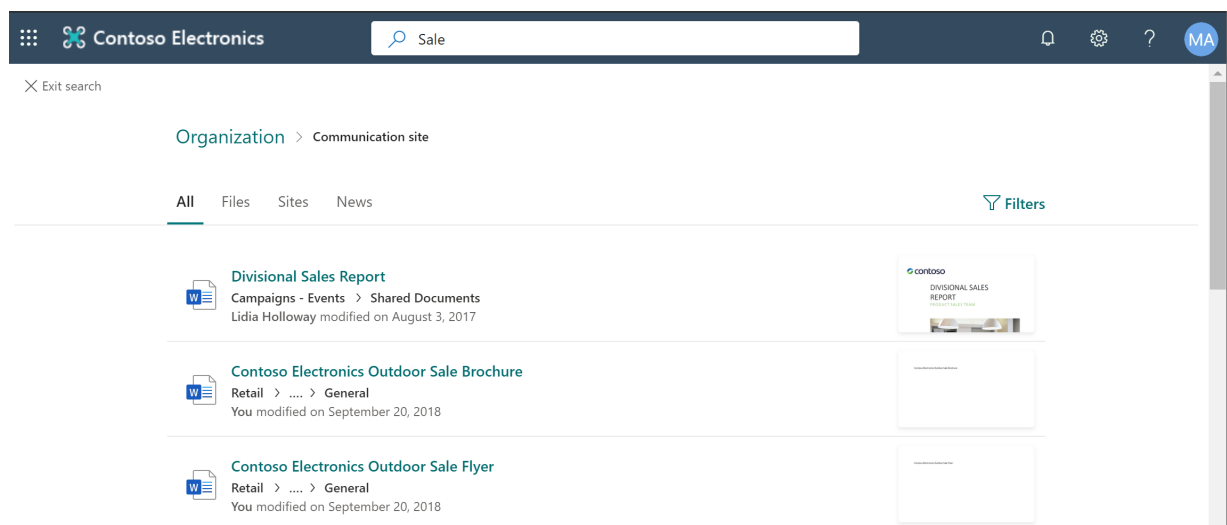 Contoso Electronics
Sale
MA
Exit search
Organization > Communication site
All Files Sites News
Filters
Divisional Sales Report
Campaigns - Events > Shared Documents
Lidia Holloway modified on August 3, 2017
contoso
DIVISIONAL SALES
REPORT
PRODUCT SALES TEAM
Contoso Electronics Outdoor Sale Brochure
Retail > .... > General
You modified on September 20, 2018
Contoso Electronics Outdoor Sale Flyer
Retail > .... > General
You modified on September 20, 2018